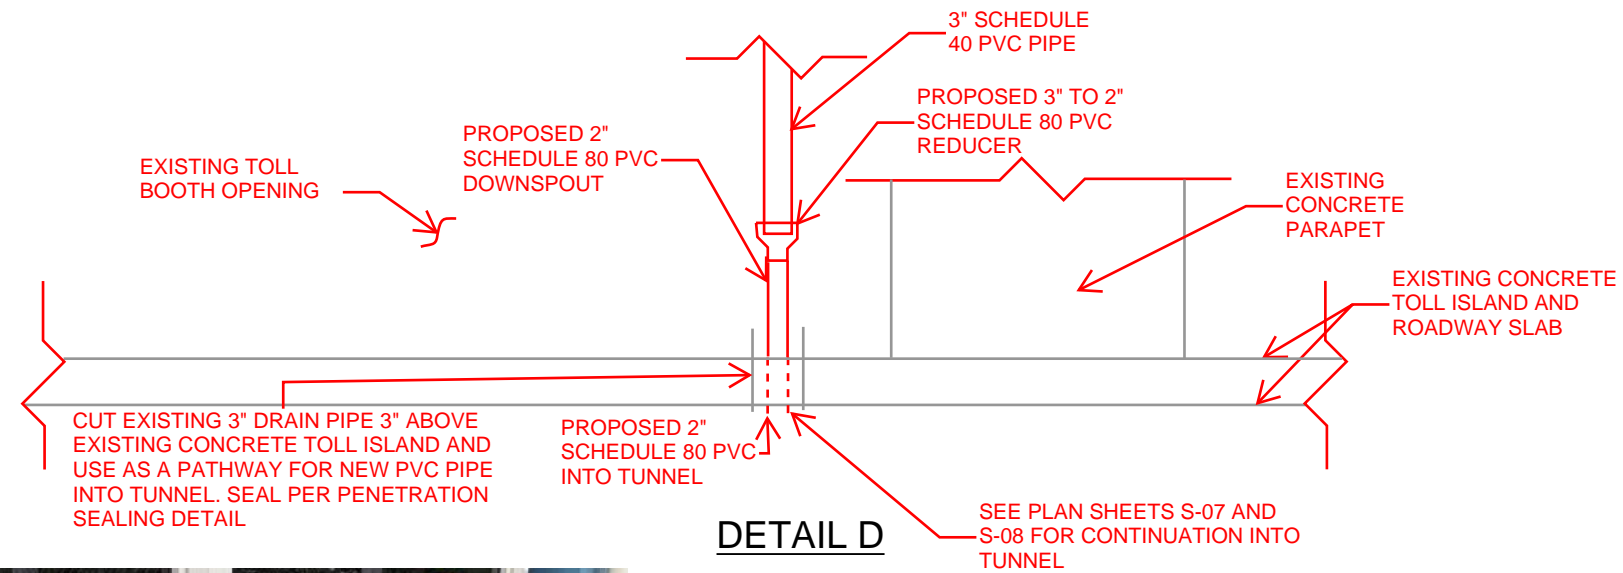 3" SCHEDULE
40 PVC PIPE
PROPOSED 3" TO 2"
SCHEDULE 80 PVC
REDUCER
PROPOSED 2"
SCHEDULE 80 PVC
DOWNSPOUT
EXISTING TOLL
BOOTH OPENING
EXISTING
CONCRETE
PARAPET
EXISTING CONCRETE
TOLL ISLAND AND
ROADWAY SLAB
CUT EXISTING 3" DRAIN PIPE 3" ABOVE
EXISTING CONCRETE TOLL ISLAND AND
USE AS A PATHWAY FOR NEW PVC PIPE
INTO TUNNEL. SEAL PER PENETRATION
SEALING DETAIL
PROPOSED 2"
SCHEDULE 80 PVC
INTO TUNNEL
SEE PLAN SHEETS S-07 AND
S-08 FOR CONTINUATION INTO
TUNNEL
DETAIL D